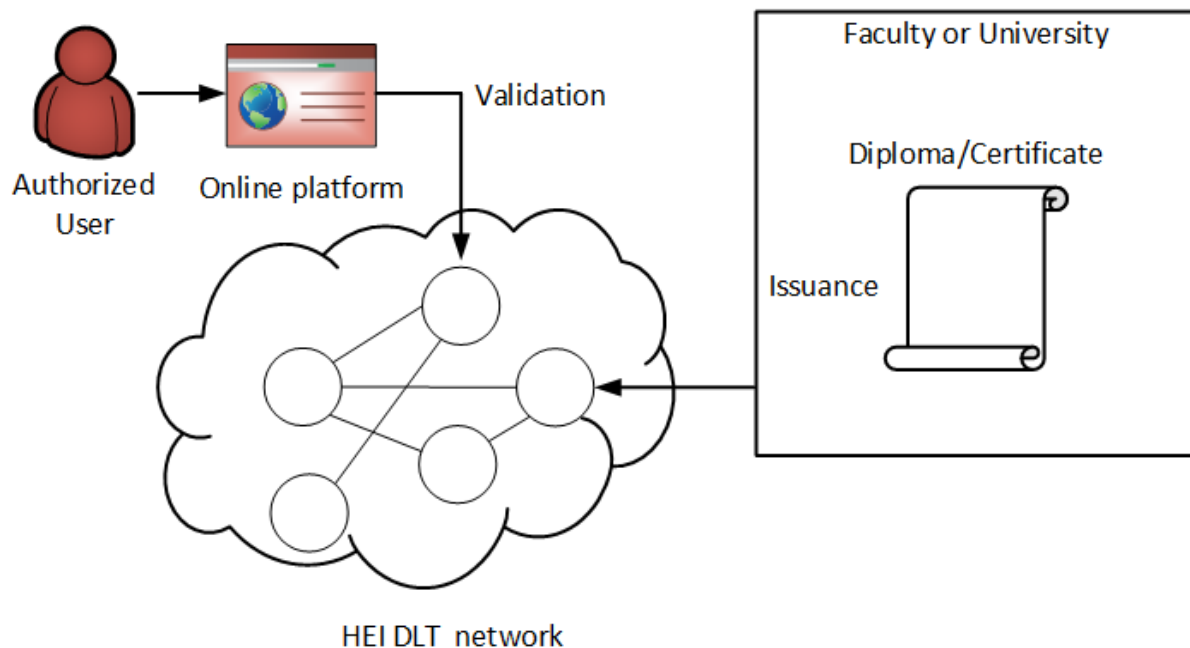 Faculty or University
Validation
Diploma/Certificate
Authorized
User
Online platform
Issuance
HEI DLT network